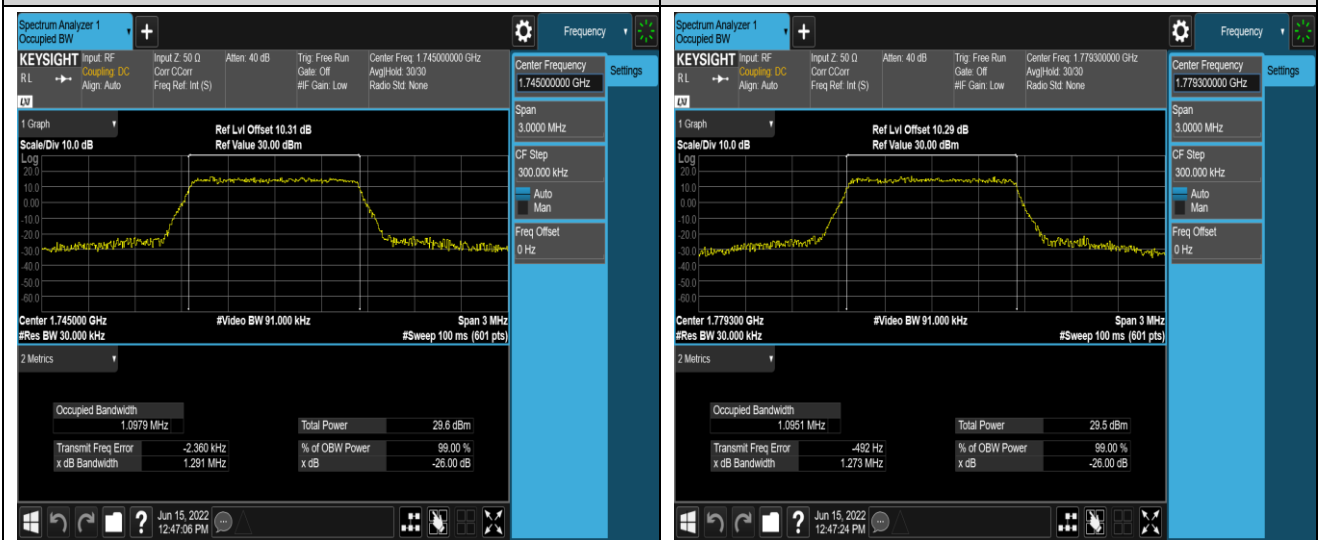 Spectrum Analyzer 1
Occupied BW
+
Frequency
KEYSIGHT
Input: RF
Input Z: 50 Ω
Atten: 40 dB
Trig: Free Run
Center Freq: 1.745000000 GHz
RL
Coupling: DC
Corr CCorr
Gate: Off
Avg|Hold: 30/30
Align: Auto
Freq Ref: Int (S)
#IF Gain: Low
Radio Std: None
LXI
Center Frequency
1.745000000 GHz
Settings
Span
3.0000 MHz
CF Step
300.000 kHz
Auto
Man
Freq Offset
0 Hz
1 Graph
Ref Lvl Offset 10.31 dB
Scale/Div 10.0 dB
Ref Value 30.00 dBm
Log
20.0
10.0
0.00
-10.0
-20.0
-30.0
-40.0
-50.0
-60.0
Center 1.745000 GHz
#Video BW 91.000 kHz
Span 3 MHz
#Res BW 30.000 kHz
#Sweep 100 ms (601 pts)
2 Metrics
Occupied Bandwidth
1.0979 MHz
Total Power 29.6 dBm
Transmit Freq Error -2.360 kHz
% of OBW Power 99.00 %
x dB Bandwidth 1.291 MHz
x dB -26.00 dB
?
Jun 15, 2022
12:47:06 PM
Spectrum Analyzer 1
Occupied BW
+
Frequency
KEYSIGHT
Input: RF
Input Z: 50 Ω
Atten: 40 dB
Trig: Free Run
Center Freq: 1.779300000 GHz
RL
Coupling: DC
Corr CCorr
Gate: Off
Avg|Hold: 30/30
Align: Auto
Freq Ref: Int (S)
#IF Gain: Low
Radio Std: None
LXI
Center Frequency
1.779300000 GHz
Settings
Span
3.0000 MHz
CF Step
300.000 kHz
Auto
Man
Freq Offset
0 Hz
1 Graph
Ref Lvl Offset 10.29 dB
Scale/Div 10.0 dB
Ref Value 30.00 dBm
Log
20.0
10.0
0.00
-10.0
-20.0
-30.0
-40.0
-50.0
-60.0
Center 1.779300 GHz
#Video BW 91.000 kHz
Span 3 MHz
#Res BW 30.000 kHz
#Sweep 100 ms (601 pts)
2 Metrics
Occupied Bandwidth
1.0951 MHz
Total Power 29.5 dBm
Transmit Freq Error -492 Hz
% of OBW Power 99.00 %
x dB Bandwidth 1.273 MHz
x dB -26.00 dB
?
Jun 15, 2022
12:47:24 PM